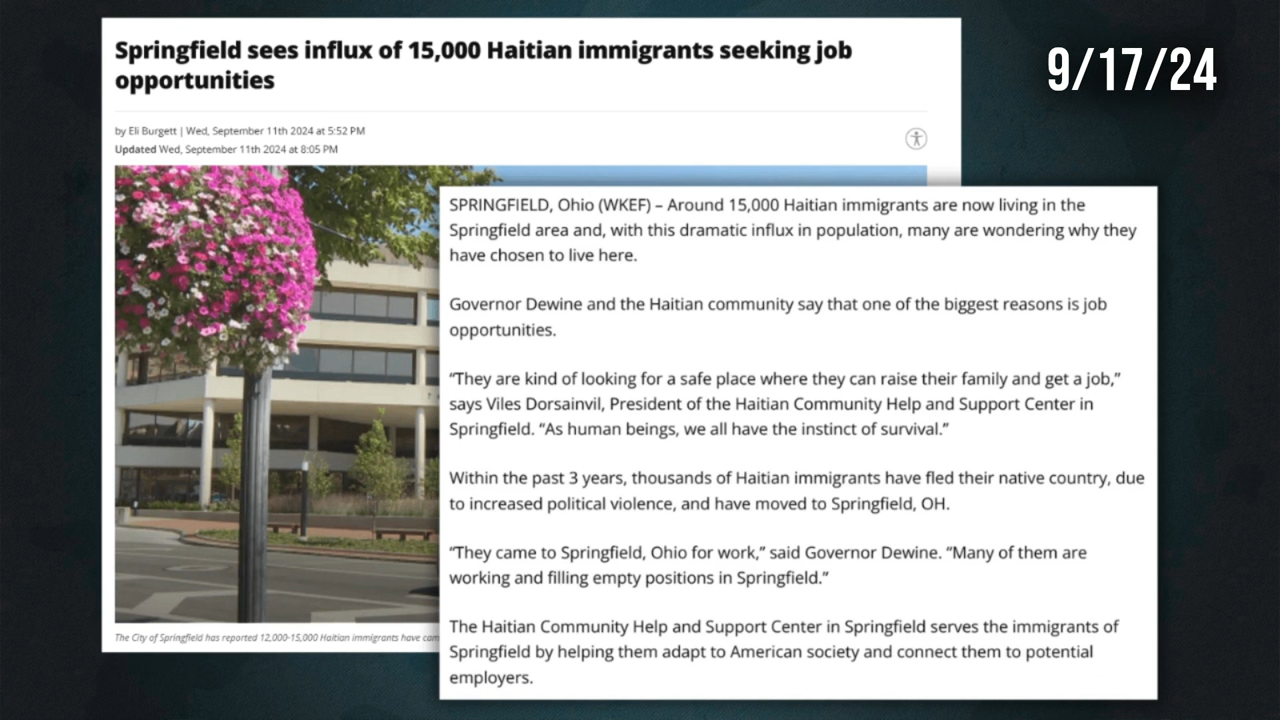 Springfield sees influx of 15,000 Haitian immigrants seeking job
opportunities
9/17/24
by Eli Burgett | Wed, September 11th 2024 at 5:52 PM
Updated Wed, September 11th 2024 at 8:05 PM
SPRINGFIELD, Ohio (WKEF) – Around 15,000 Haitian immigrants are now living in the
Springfield area and, with this dramatic influx in population, many are wondering why they
have chosen to live here.
Governor Dewine and the Haitian community say that one of the biggest reasons is job
opportunities.
“They are kind of looking for a safe place where they can raise their family and get a job,”
says Viles Dorsainvil, President of the Haitian Community Help and Support Center in
Springfield. “As human beings, we all have the instinct of survival.”
Within the past 3 years, thousands of Haitian immigrants have fled their native country, due
to increased political violence, and have moved to Springfield, OH.
“They came to Springfield, Ohio for work,” said Governor Dewine. “Many of them are
working and filling empty positions in Springfield.”
The Haitian Community Help and Support Center in Springfield serves the immigrants of
Springfield by helping them adapt to American society and connect them to potential
employers.
The City of Springfield has reported 12,000-15,000 Haitian immigrants have